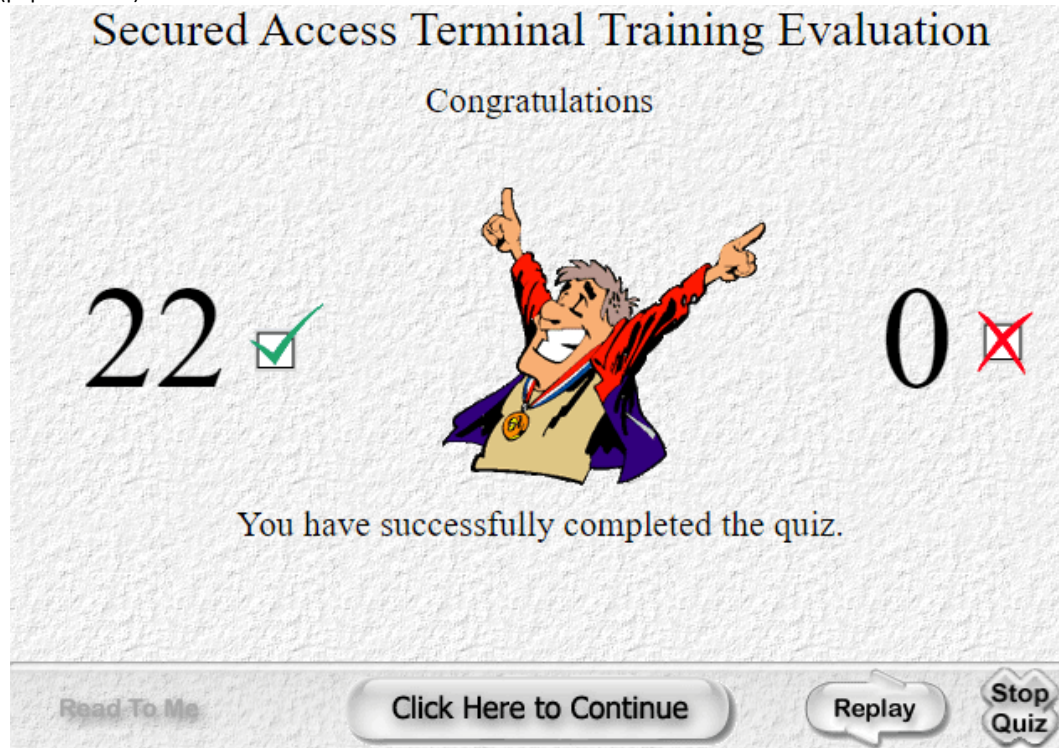 Secured Access Terminal Training Evaluation
Congratulations
22
0
You have successfully completed the quiz.
Read To Me
Click Here to Continue
Replay
Stop
Quiz